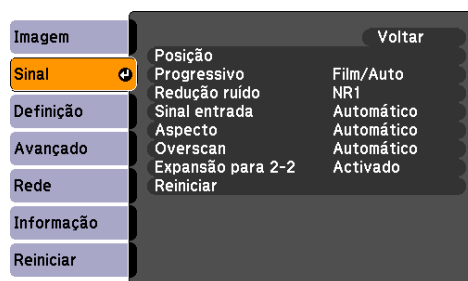 Imagem
Sinal
Definição
Avançado
Rede
Informação
Reiniciar
Voltar
Posição
Progressivo Film/Auto
Redução ruído NR1
Sinal entrada Automático
Aspecto Automático
Overscan Automático
Expansão para 2-2 Activado
Reiniciar